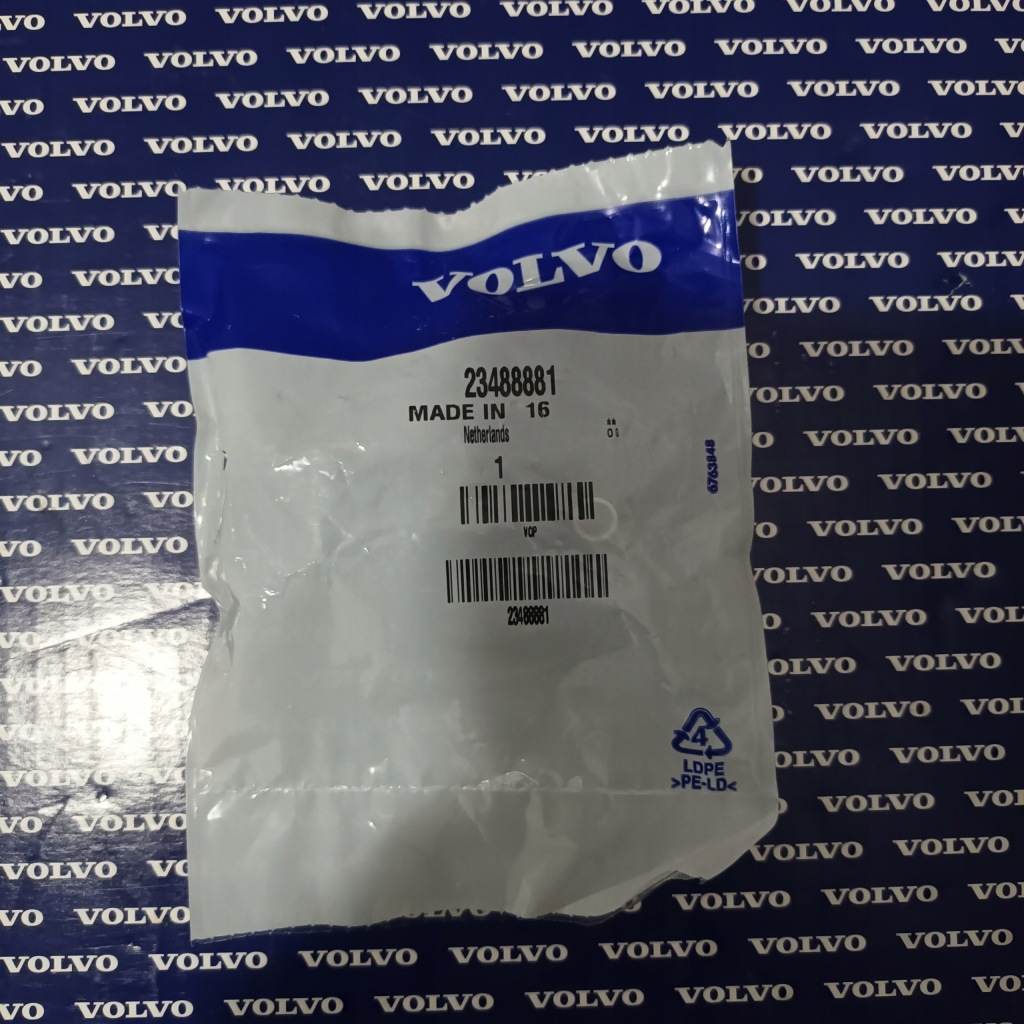 VOLVO
23488881
MADE IN 16
Netherlands
**
1
VOP
23488881
6763848
4
LDPE
>PE-LD<
VOLVO